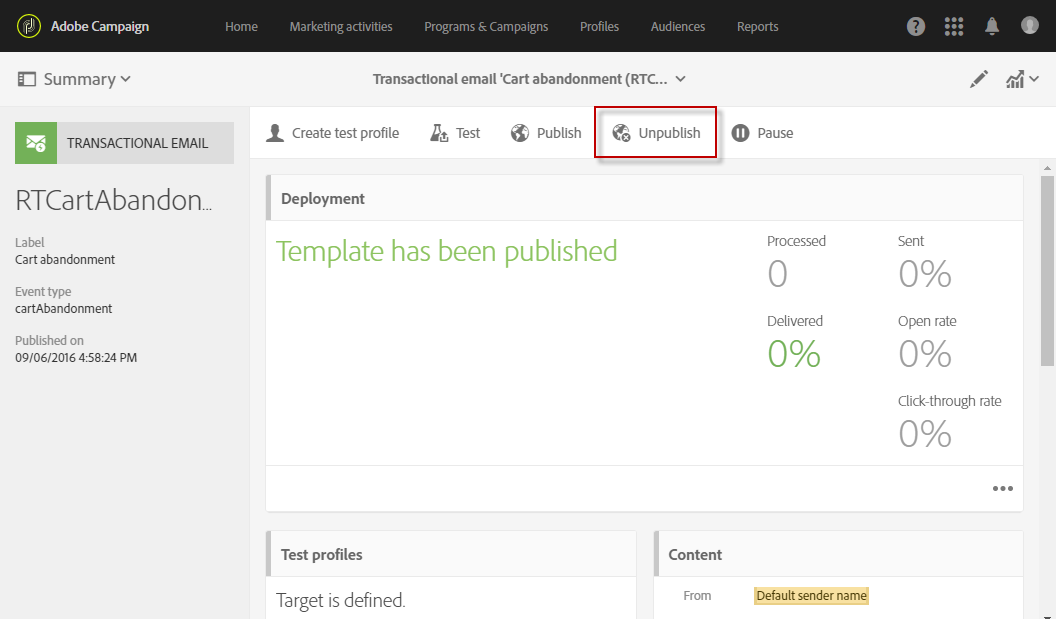 Adobe Campaign
Home Marketing activities Programs & Campaigns Profiles Audiences Reports
Summary
Transactional email 'Cart abandonment (RTC...
TRANSACTIONAL EMAIL
RTCartAbandon...
Label
Cart abandonment
Event type
cartAbandonment
Published on
09/06/2016 4:58:24 PM
Create test profile Test Publish Unpublish Pause
Deployment
Template has been published
Processed
0
Sent
0%
Delivered
0%
Open rate
0%
Click-through rate
0%
Test profiles
Target is defined.
Content
From Default sender name